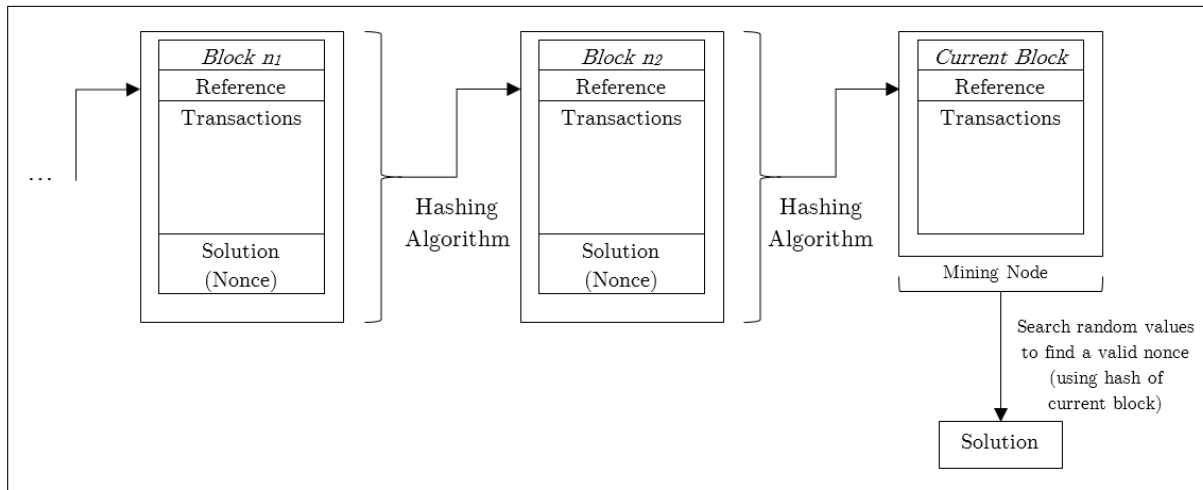 ...
Block n₁
Reference
Transactions
Solution
(Nonce)
Hashing
Algorithm
Block n₂
Reference
Transactions
Solution
(Nonce)
Hashing
Algorithm
Current Block
Reference
Transactions
Mining Node
Search random values
to find a valid nonce
(using hash of
current block)
Solution